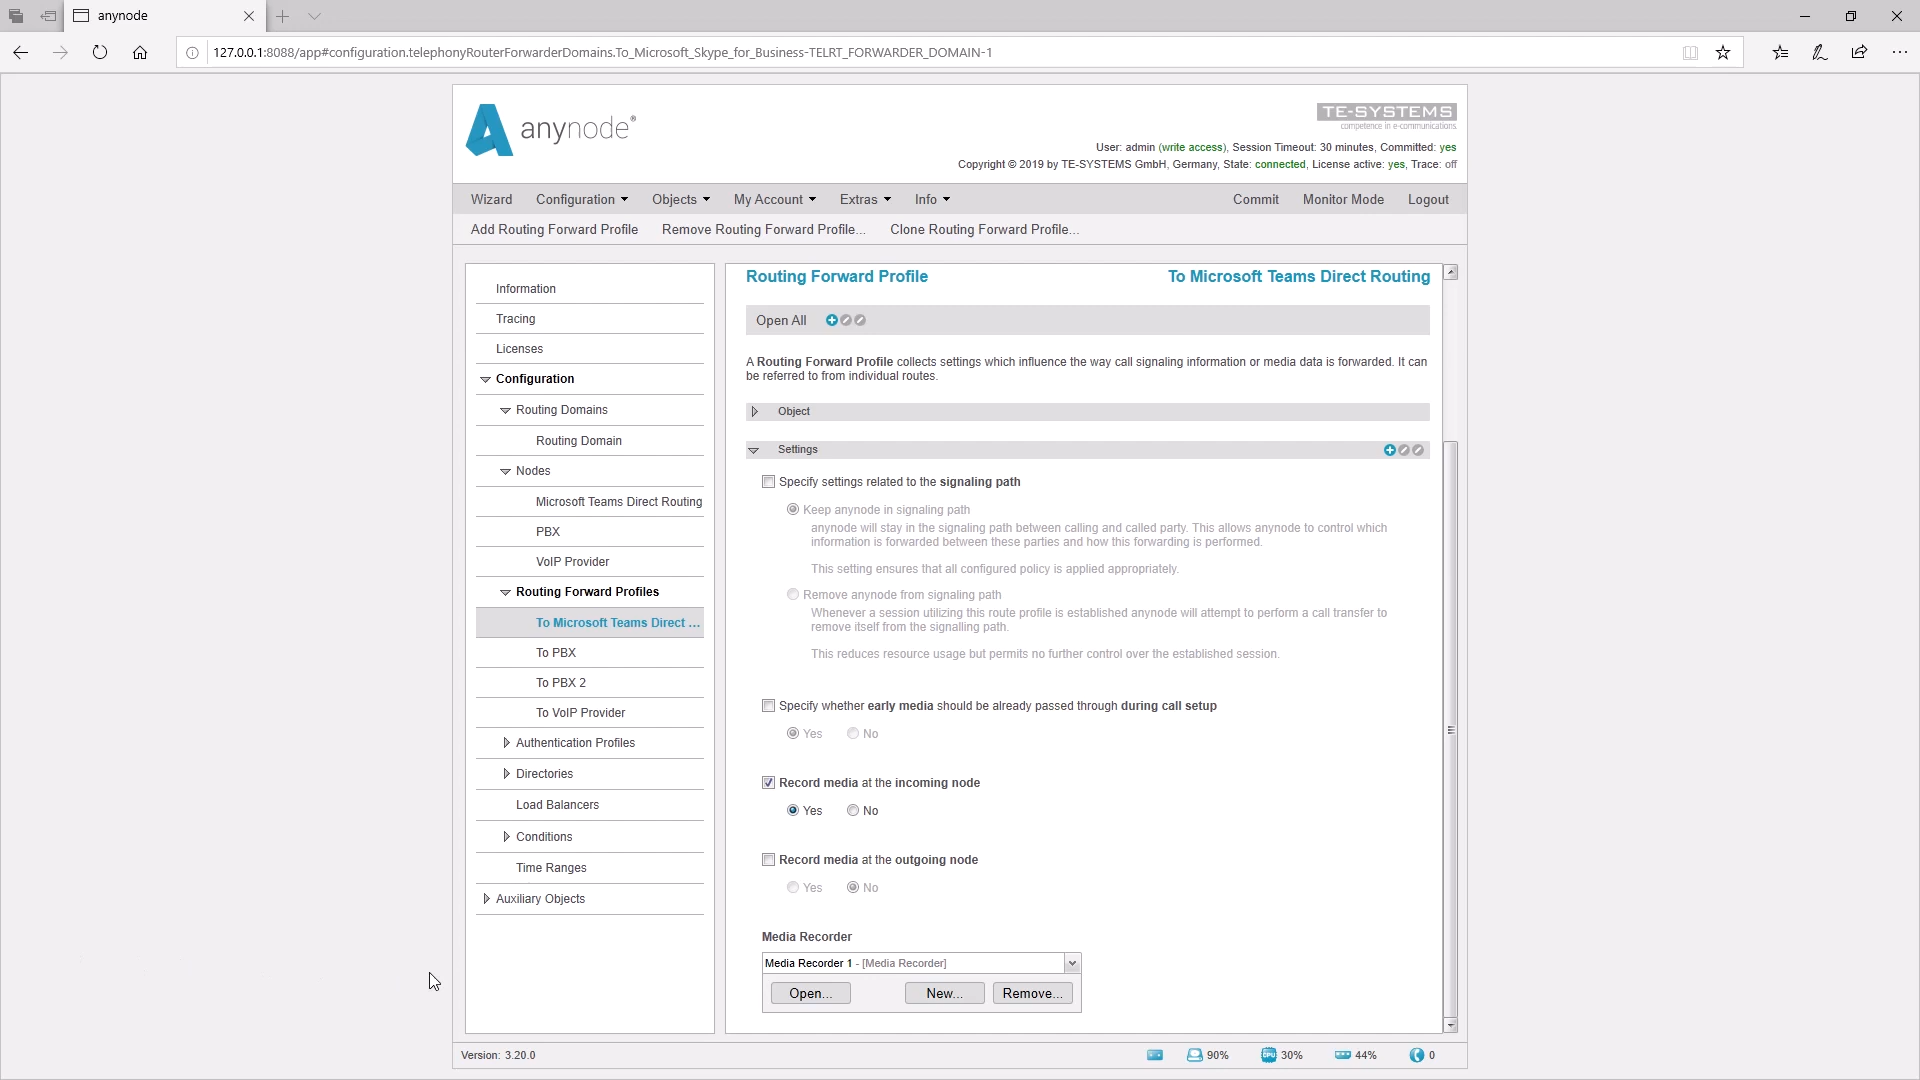 anynode
127.0.0.1:8088/app#configuration.telephonyRouterForwarderDomains.To_Microsoft_Skype_for_Business-TELRT_FORWARDER_DOMAIN-1
anynode®
TE-SYSTEMS
competence in e-communications.
User: admin (write access), Session Timeout: 30 minutes, Committed: yes
Copyright © 2019 by TE-SYSTEMS GmbH, Germany, State: connected, License active: yes, Trace: off
Wizard Configuration Objects My Account Extras Info Commit Monitor Mode Logout
Add Routing Forward Profile Remove Routing Forward Profile... Clone Routing Forward Profile...
Information
Tracing
Licenses
Configuration
Routing Domains
Routing Domain
Nodes
Microsoft Teams Direct Routing
PBX
VoIP Provider
Routing Forward Profiles
To Microsoft Teams Direct ...
To PBX
To PBX 2
To VoIP Provider
Authentication Profiles
Directories
Load Balancers
Conditions
Time Ranges
Auxiliary Objects
Routing Forward Profile To Microsoft Teams Direct Routing
Open All
A Routing Forward Profile collects settings which influence the way call signaling information or media data is forwarded. It can
be referred to from individual routes.
Object
Settings
Specify settings related to the signaling path
Keep anynode in signaling path
anynode will stay in the signaling path between calling and called party. This allows anynode to control which
information is forwarded between these parties and how this forwarding is performed.
This setting ensures that all configured policy is applied appropriately.
Remove anynode from signaling path
Whenever a session utilizing this route profile is established anynode will attempt to perform a call transfer to
remove itself from the signalling path.
This reduces resource usage but permits no further control over the established session.
Specify whether early media should be already passed through during call setup
Yes No
Record media at the incoming node
Yes No
Record media at the outgoing node
Yes No
Media Recorder
Media Recorder 1 - [Media Recorder]
Open... New... Remove...
Version: 3.20.0 90% CPU 30% 44% 0